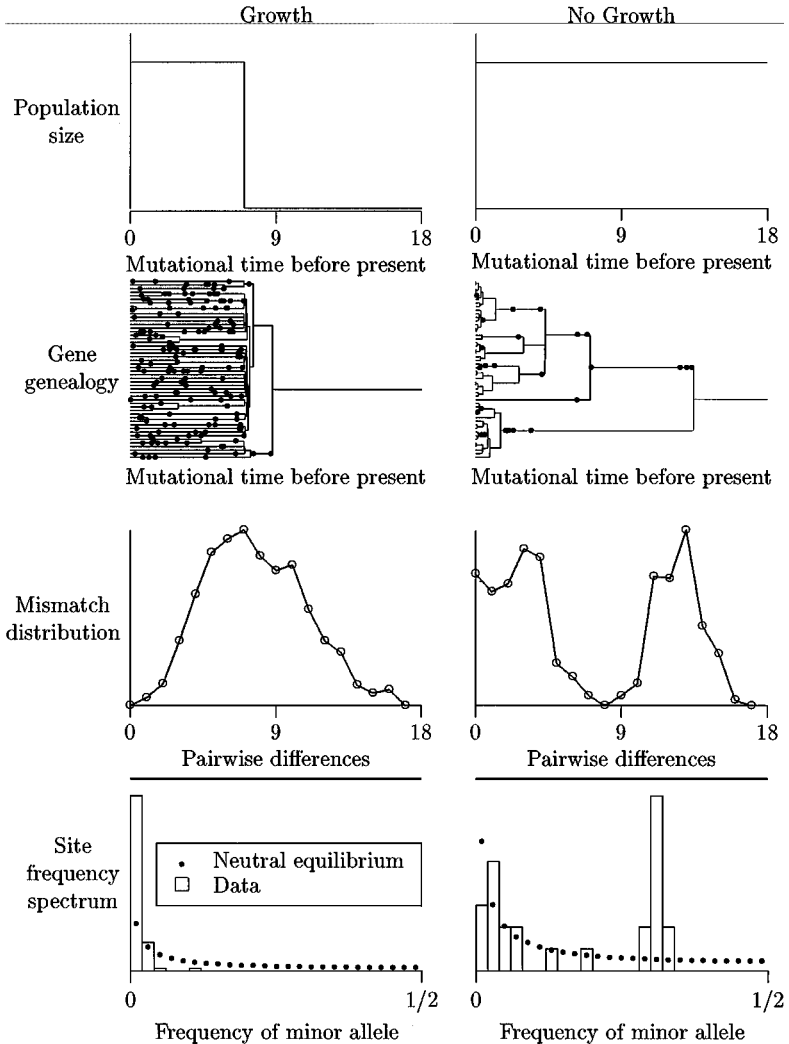 Growth
No Growth
Population
size
0 9 18
0 9 18
Mutational time before present
Mutational time before present
Gene
genealogy
Mutational time before present
Mutational time before present
Mismatch
distribution
0 9 18
0 9 18
Pairwise differences
Pairwise differences
Site
frequency
spectrum
Neutral equilibrium
Data
0 1/2
0 1/2
Frequency of minor allele
Frequency of minor allele